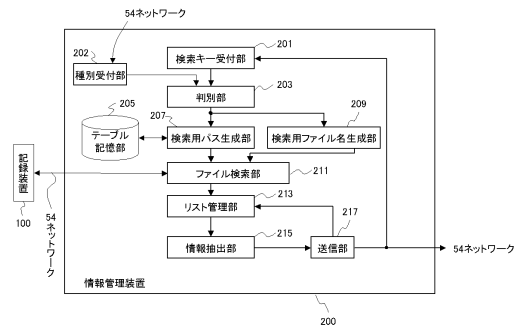 54ネットワーク
202
種別受付部
検索キー受付部
201
判別部
203
205
テーブル
記憶部
207
検索用パス生成部
209
検索用ファイル名生成部
記録装置
100
54
ネットワーク
ファイル検索部
211
リスト管理部
213
情報抽出部
215
217
送信部
54ネットワーク
情報管理装置
200